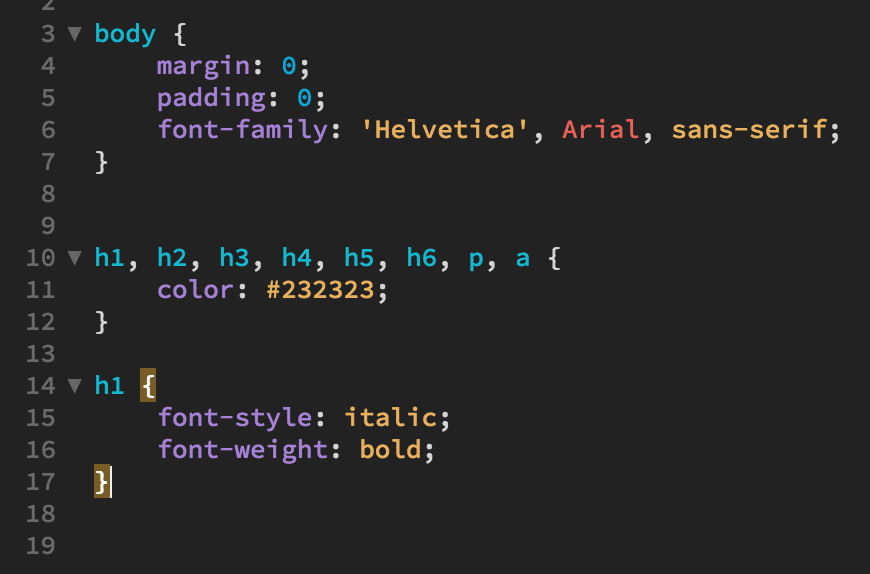 2
3 ▼ body {
4     margin: 0;
5     padding: 0;
6     font-family: 'Helvetica', Arial, sans-serif;
7 }
8
9
10 ▼ h1, h2, h3, h4, h5, h6, p, a {
11     color: #232323;
12 }
13
14 ▼ h1 {
15     font-style: italic;
16     font-weight: bold;
17 }
18
19